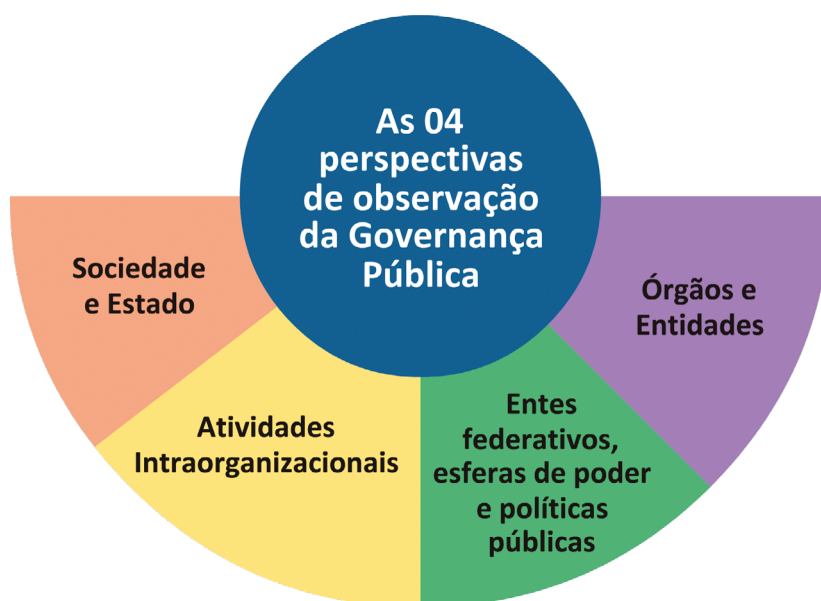 As 04
perspectivas
de observação
da Governança
Pública
Sociedade
e Estado
Atividades
Intraorganizacionais
Entes
federativos,
esferas de poder
e políticas
públicas
Órgãos e
Entidades